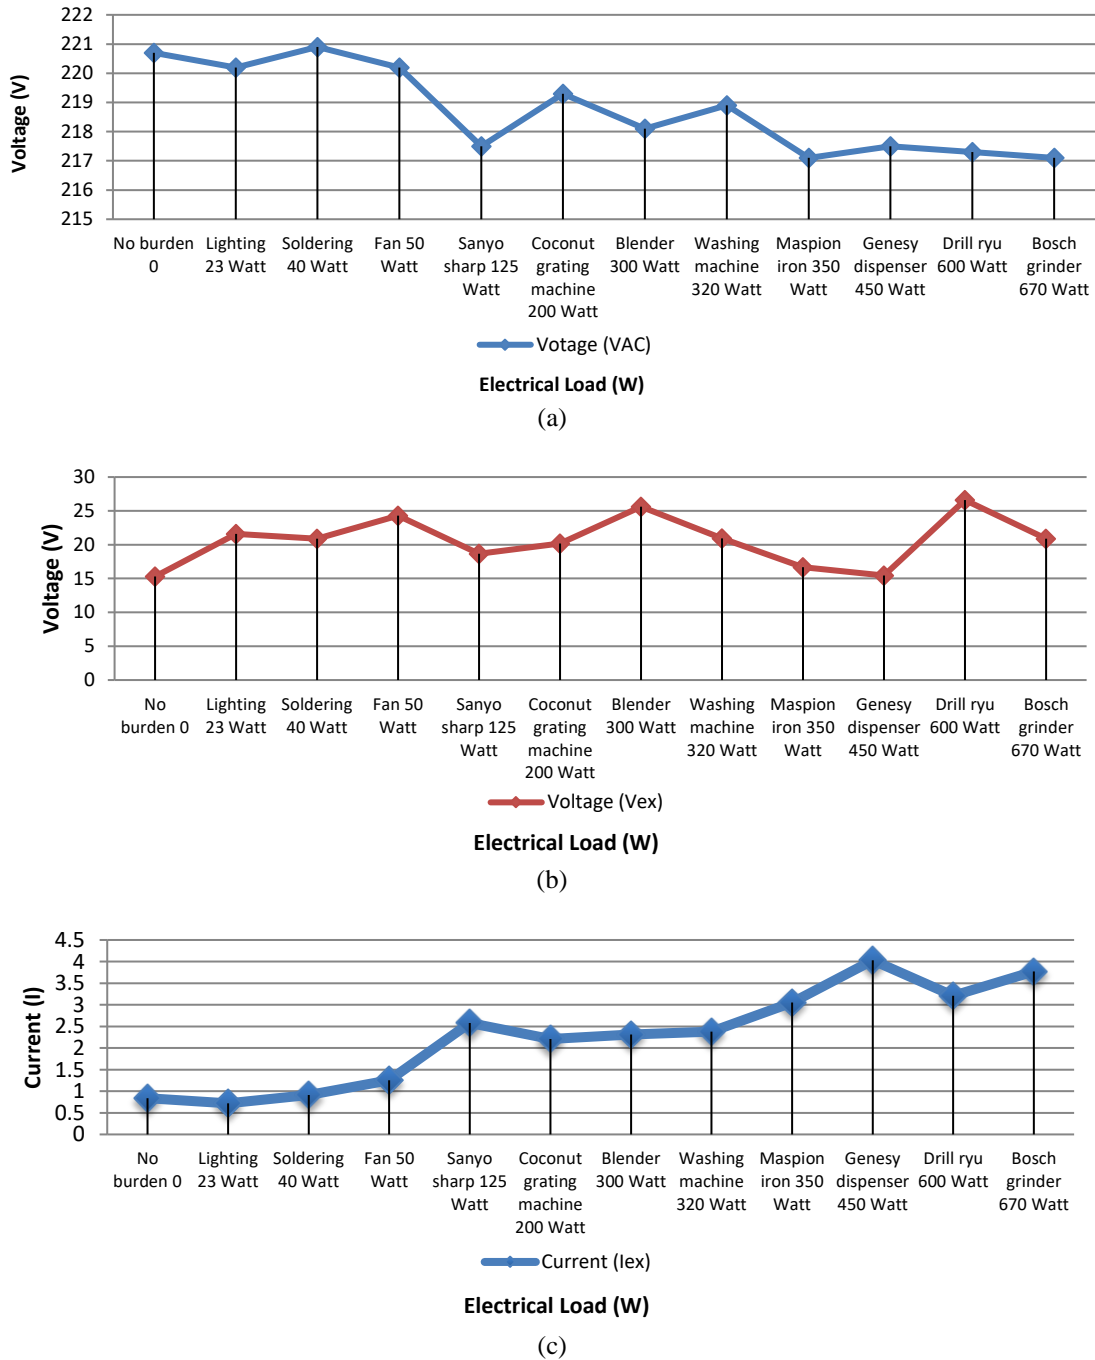 222
221
220
219
218
217
216
215
Voltage (V)
No burden Lighting Soldering Fan 50 Sanyo Coconut Blender Washing Maspion Genesy Drill ryu Bosch
0 23 Watt 40 Watt Watt sharp 125 grating 300 Watt machine iron 350 dispenser 600 Watt grinder
Watt machine 320 Watt Watt 450 Watt 670 Watt
200 Watt
Votage (VAC)
Electrical Load (W)
(a)
30
25
20
15
10
5
0
Voltage (V)
No Lighting Soldering Fan 50 Sanyo Coconut Blender Washing Maspion Genesy Drill ryu Bosch
burden 0 23 Watt 40 Watt Watt sharp 125 grating 300 Watt machine iron 350 dispenser 600 Watt grinder
Watt machine 320 Watt Watt 450 Watt 670 Watt
200 Watt
Voltage (Vex)
Electrical Load (W)
(b)
4.5
4
3.5
3
2.5
2
1.5
1
0.5
0
Current (I)
No Lighting Soldering Fan 50 Sanyo Coconut Blender Washing Maspion Genesy Drill ryu Bosch
burden 0 23 Watt 40 Watt Watt sharp 125 grating 300 Watt machine iron 350 dispenser 600 Watt grinder
Watt machine 320 Watt Watt 450 Watt 670 Watt
200 Watt
Current (Iex)
Electrical Load (W)
(c)